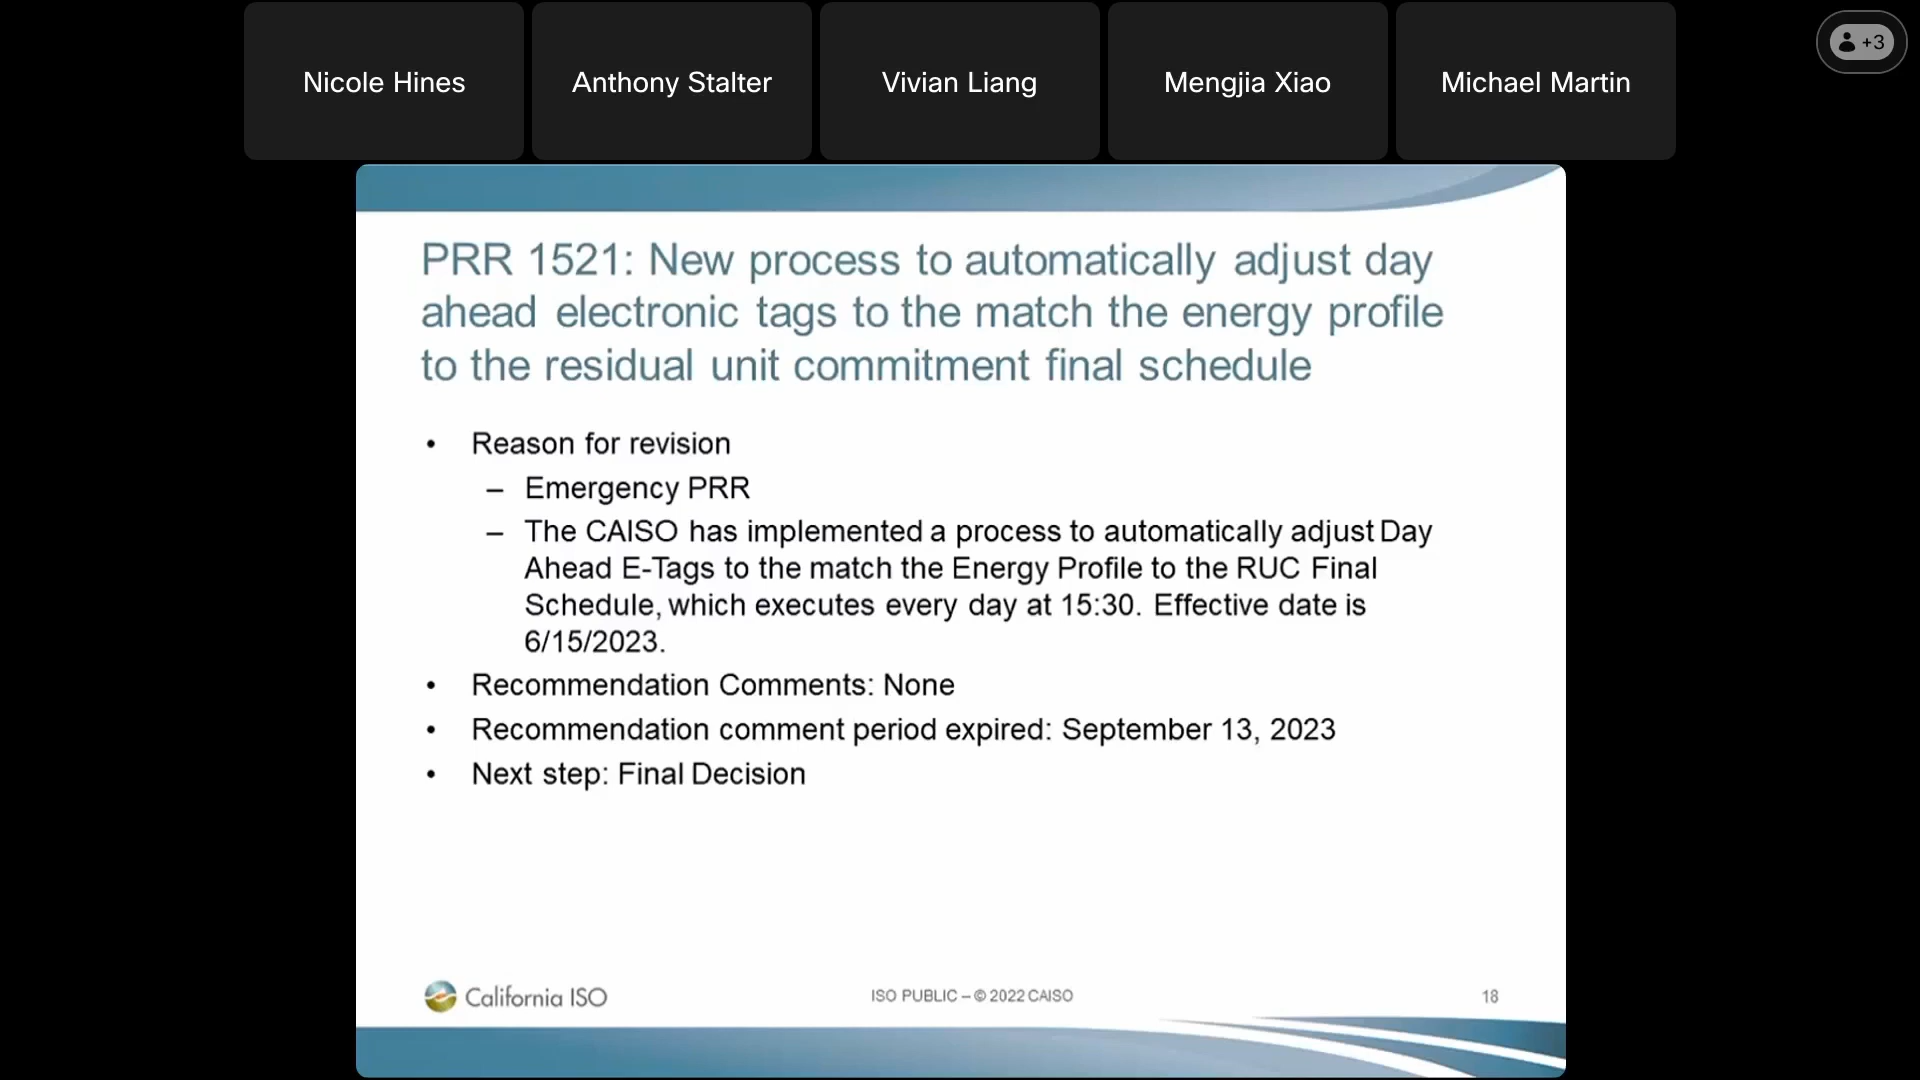 Nicole Hines
Anthony Stalter
Vivian Liang
Mengjia Xiao
Michael Martin
+3
PRR 1521: New process to automatically adjust day
ahead electronic tags to the match the energy profile
to the residual unit commitment final schedule
• Reason for revision
– Emergency PRR
– The CAISO has implemented a process to automatically adjust Day
Ahead E-Tags to the match the Energy Profile to the RUC Final
Schedule, which executes every day at 15:30. Effective date is
6/15/2023.
• Recommendation Comments: None
• Recommendation comment period expired: September 13, 2023
• Next step: Final Decision
California ISO
ISO PUBLIC – © 2022 CAISO
18